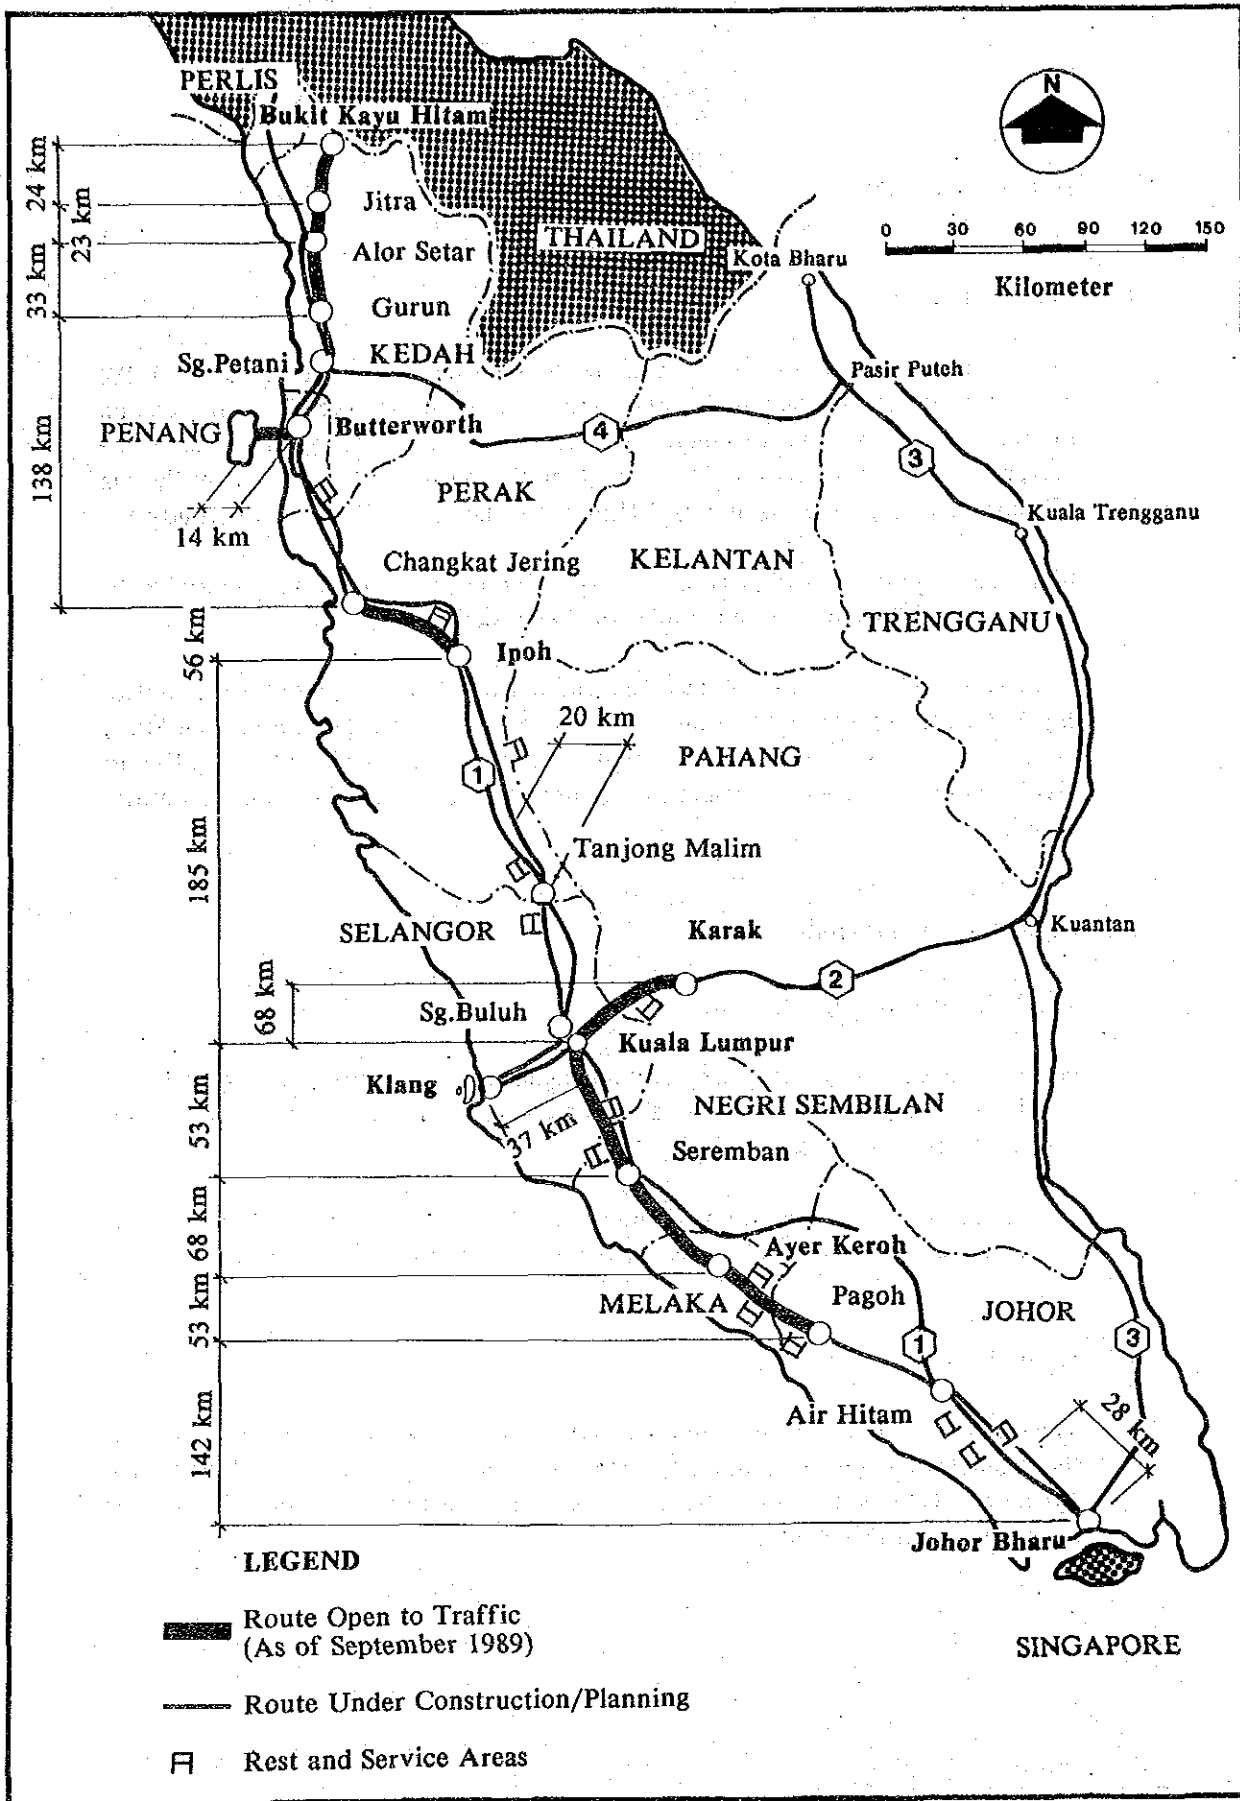 PERLIS
Bukit Kayu Hitam
N
24 km
Jitra
23 km
Alor Setar
THAILAND
Kota Bharu
0 30 60 90 120 150
Kilometer
33 km
Gurun
Sg.Petani
KEDAH
Pasir Puteh
PENANG
Butterworth
4
3
138 km
PERAK
14 km
Kuala Trengganu
Changkat Jering
KELANTAN
TRENGGANU
56 km
Ipoh
20 km
PAHANG
1
185 km
Tanjong Malim
SELANGOR
Karak
Kuantan
2
68 km
Sg.Buluh
Kuala Lumpur
Klang
53 km
37 km
NEGRI SEMBILAN
Seremban
68 km
Ayer Keroh
MELAKA
Pagoh
JOHOR
53 km
1
3
Air Hitam
28 km
142 km
Johor Bharu
SINGAPORE
LEGEND
Route Open to Traffic
(As of September 1989)
Route Under Construction/Planning
Rest and Service Areas